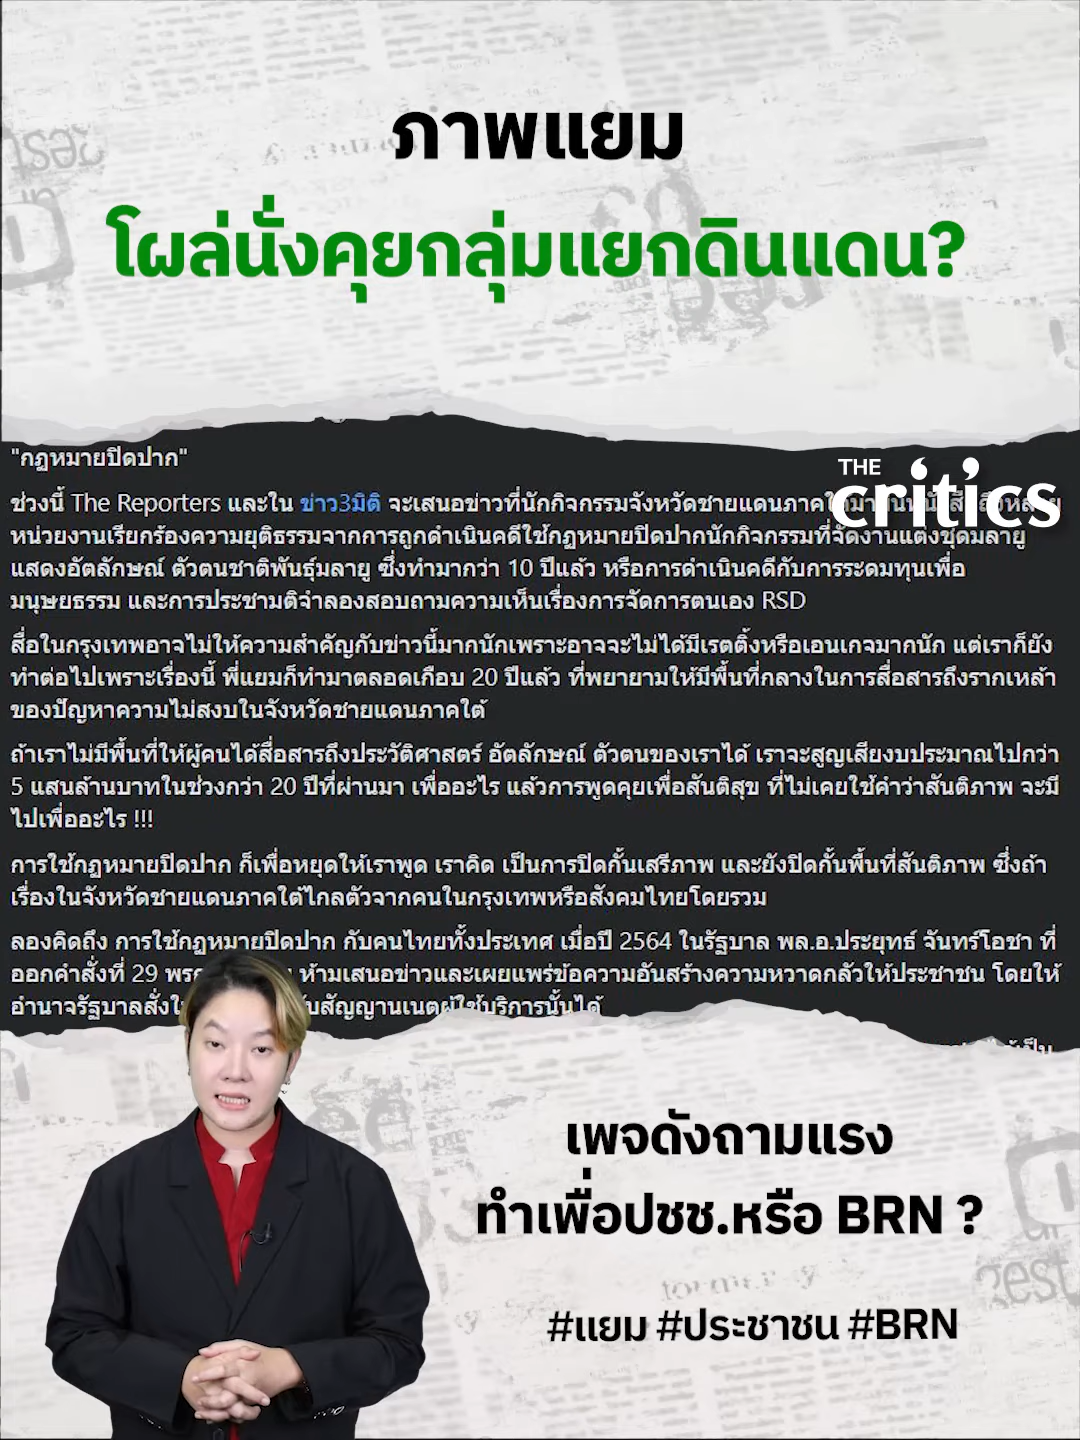 ภาพแยม
โผล่นั่งคุยกลุ่มแยกดินแดน?
"กฎหมายปิดปาก"
THE
critics
ช่วงนี้ The Reporters และใน ข่าว3มิติ จะเสนอข่าวที่นักกิจกรรมจังหวัดชายแดนภาคใต้
หน่วยงานเรียกร้องความยุติธรรมจากการถูกดำเนินคดีใช้กฎหมายปิดปากนักกิจกรรมที่จัดงานแต่งชุดมลายู
แสดงอัตลักษณ์ ตัวตนชาติพันธุ์มลายู ซึ่งทำมากว่า 10 ปีแล้ว หรือการดำเนินคดีกับการระดมทุนเพื่อ
มนุษยธรรม และการประชามติจำลองสอบถามความเห็นเรื่องการจัดการตนเอง RSD
สื่อในกรุงเทพอาจไม่ให้ความสำคัญกับข่าวนี้มากนักเพราะอาจจะไม่ได้มีเรตติ้งหรือเอนเกจมากนัก แต่เราก็ยัง
ทำต่อไปเพราะเรื่องนี้ พี่แยมก็ทำมาตลอดเกือบ 20 ปีแล้ว ที่พยายามให้มีพื้นที่กลางในการสื่อสารถึงรากเหล้า
ของปัญหาความไม่สงบในจังหวัดชายแดนภาคใต้
ถ้าเราไม่มีพื้นที่ให้ผู้คนได้สื่อสารถึงประวัติศาสตร์ อัตลักษณ์ ตัวตนของเราได้ เราจะสูญเสียงบประมาณไปกว่า
5 แสนล้านบาทในช่วงกว่า 20 ปีที่ผ่านมา เพื่ออะไร แล้วการพูดคุยเพื่อสันติสุข ที่ไม่เคยใช้คำว่าสันติภาพ จะมี
ไปเพื่ออะไร !!!
การใช้กฎหมายปิดปาก ก็เพื่อหยุดให้เราพูด เราคิด เป็นการปิดกั้นเสรีภาพ และยังปิดกั้นพื้นที่สันติภาพ ซึ่งถ้า
เรื่องในจังหวัดชายแดนภาคใต้ไกลตัวจากคนในกรุงเทพหรือสังคมไทยโดยรวม
ลองคิดถึง การใช้กฎหมายปิดปาก กับคนไทยทั้งประเทศ เมื่อปี 2564 ในรัฐบาล พล.อ.ประยุทธ์ จันทร์โอชา ที่
ออกคำสั่งที่ 29 ห้ามเสนอข่าวและเผยแพร่ข้อความอันสร้างความหวาดกลัวให้ประชาชน โดยให้
อำนาจรัฐบาลสั่ง สัญญานเนตผู้ใช้บริการนั้นได้
เพจดังถามแรง
ทำเพื่อปชช.หรือ BRN ?
#แยม #ประชาชน #BRN